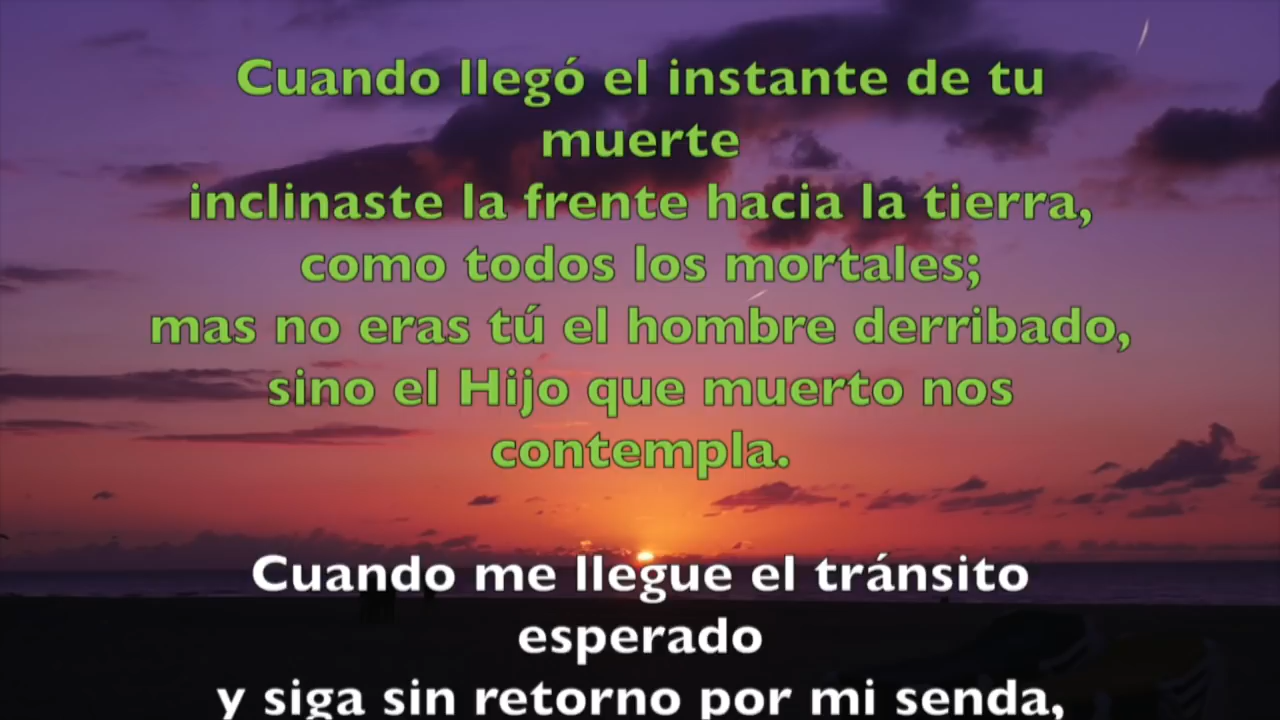 Cuando llegó el instante de tu
muerte
inclinaste la frente hacia la tierra,
como todos los mortales;
mas no eras tú el hombre derribado,
sino el Hijo que muerto nos
contempla.
Cuando me llegue el tránsito
esperado
y siga sin retorno por mi senda,